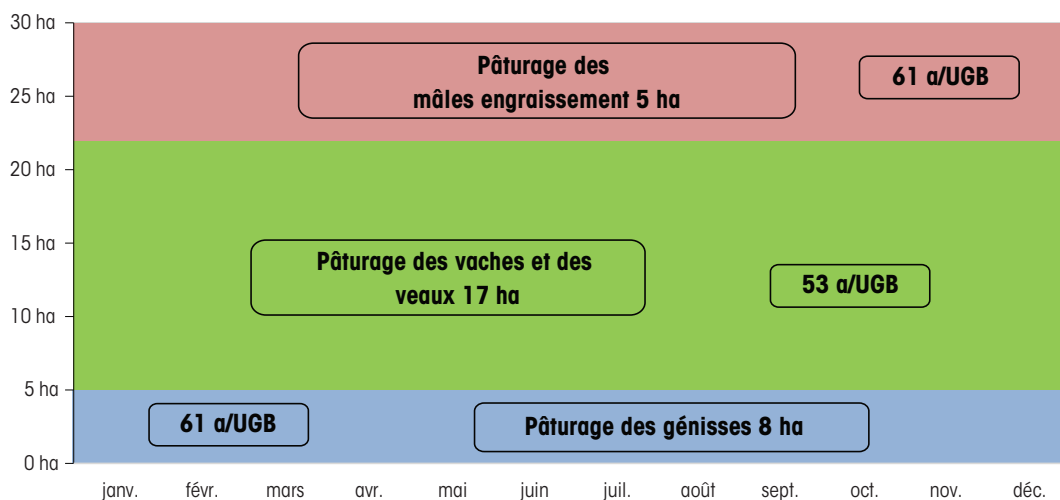 30 ha
25 ha
20 ha
15 ha
10 ha
5 ha
0 ha
Pâturage des
mâles engraissement 5 ha
61 a/UGB
Pâturage des vaches et des
veaux 17 ha
53 a/UGB
61 a/UGB
Pâturage des génisses 8 ha
janv. févr. mars avr. mai juin juil. août sept. oct. nov. déc.